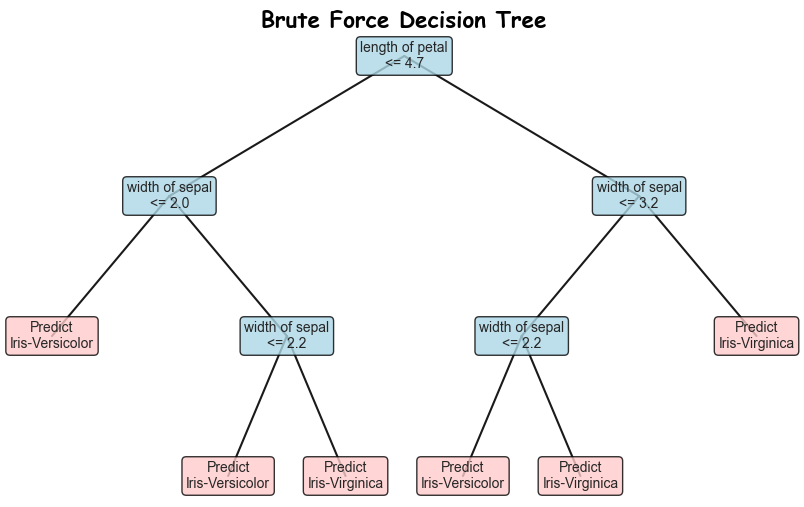 Brute Force Decision Tree
length of petal
<= 4.7
width of sepal
<= 2.0
width of sepal
<= 3.2
Predict
Iris-Versicolor
width of sepal
<= 2.2
width of sepal
<= 2.2
Predict
Iris-Virginica
Predict
Iris-Versicolor
Predict
Iris-Virginica
Predict
Iris-Versicolor
Predict
Iris-Virginica